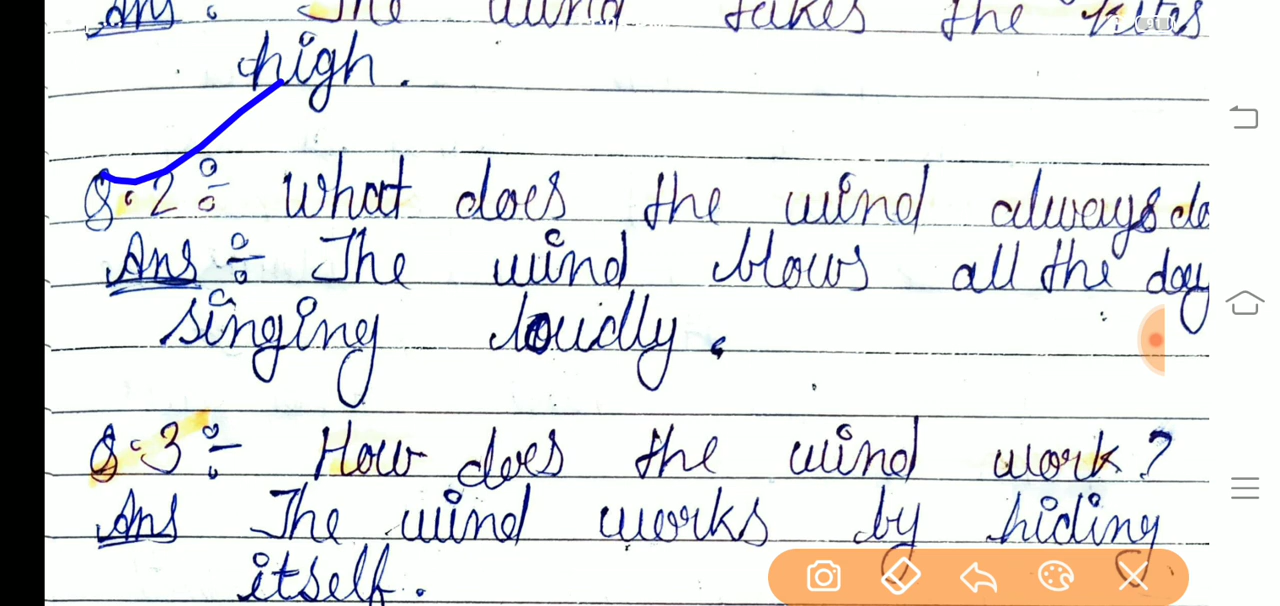 Ans : The wind takes the kites
high.
Q.2÷ What does the wind always do
Ans ÷ The wind blows all the day
singing loudly.
Q.3÷ How does the wind work?
Ans The wind works by hiding
itself.